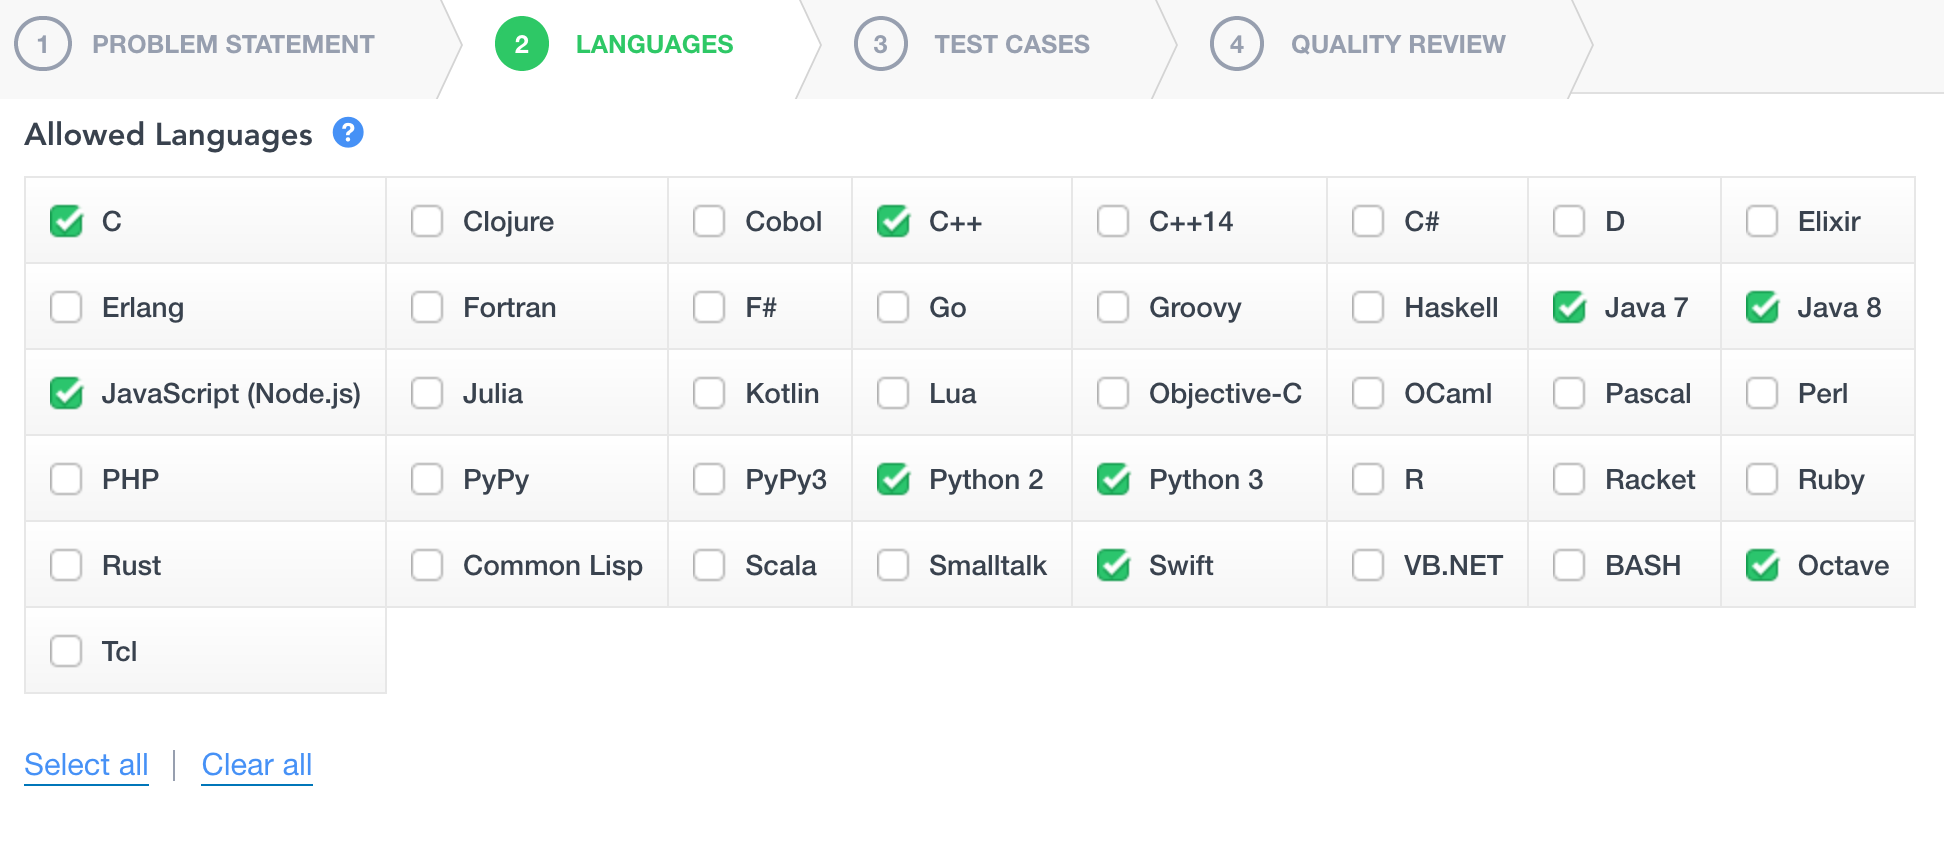 1 PROBLEM STATEMENT 2 LANGUAGES 3 TEST CASES 4 QUALITY REVIEW
Allowed Languages ?
C Clojure Cobol C++ C++14 C# D Elixir
Erlang Fortran F# Go Groovy Haskell Java 7 Java 8
JavaScript (Node.js) Julia Kotlin Lua Objective-C OCaml Pascal Perl
PHP PyPy PyPy3 Python 2 Python 3 R Racket Ruby
Rust Common Lisp Scala Smalltalk Swift VB.NET BASH Octave
Tcl
Select all | Clear all